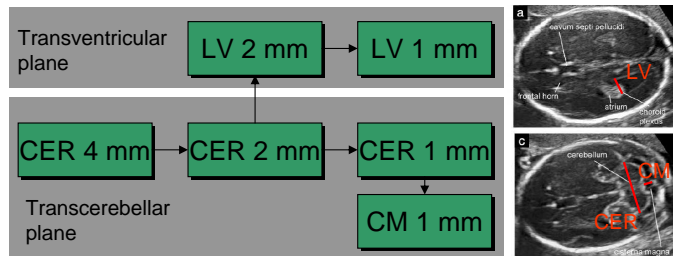 Transventricular
plane
LV 2 mm
LV 1 mm
CER 4 mm
CER 2 mm
CER 1 mm
CM 1 mm
Transcerebellar
plane
a
cavum septi pellucidi
LV
frontal horn
atrium
choroid
plexus
c
cerebellum
CM
CER
cisterna magna